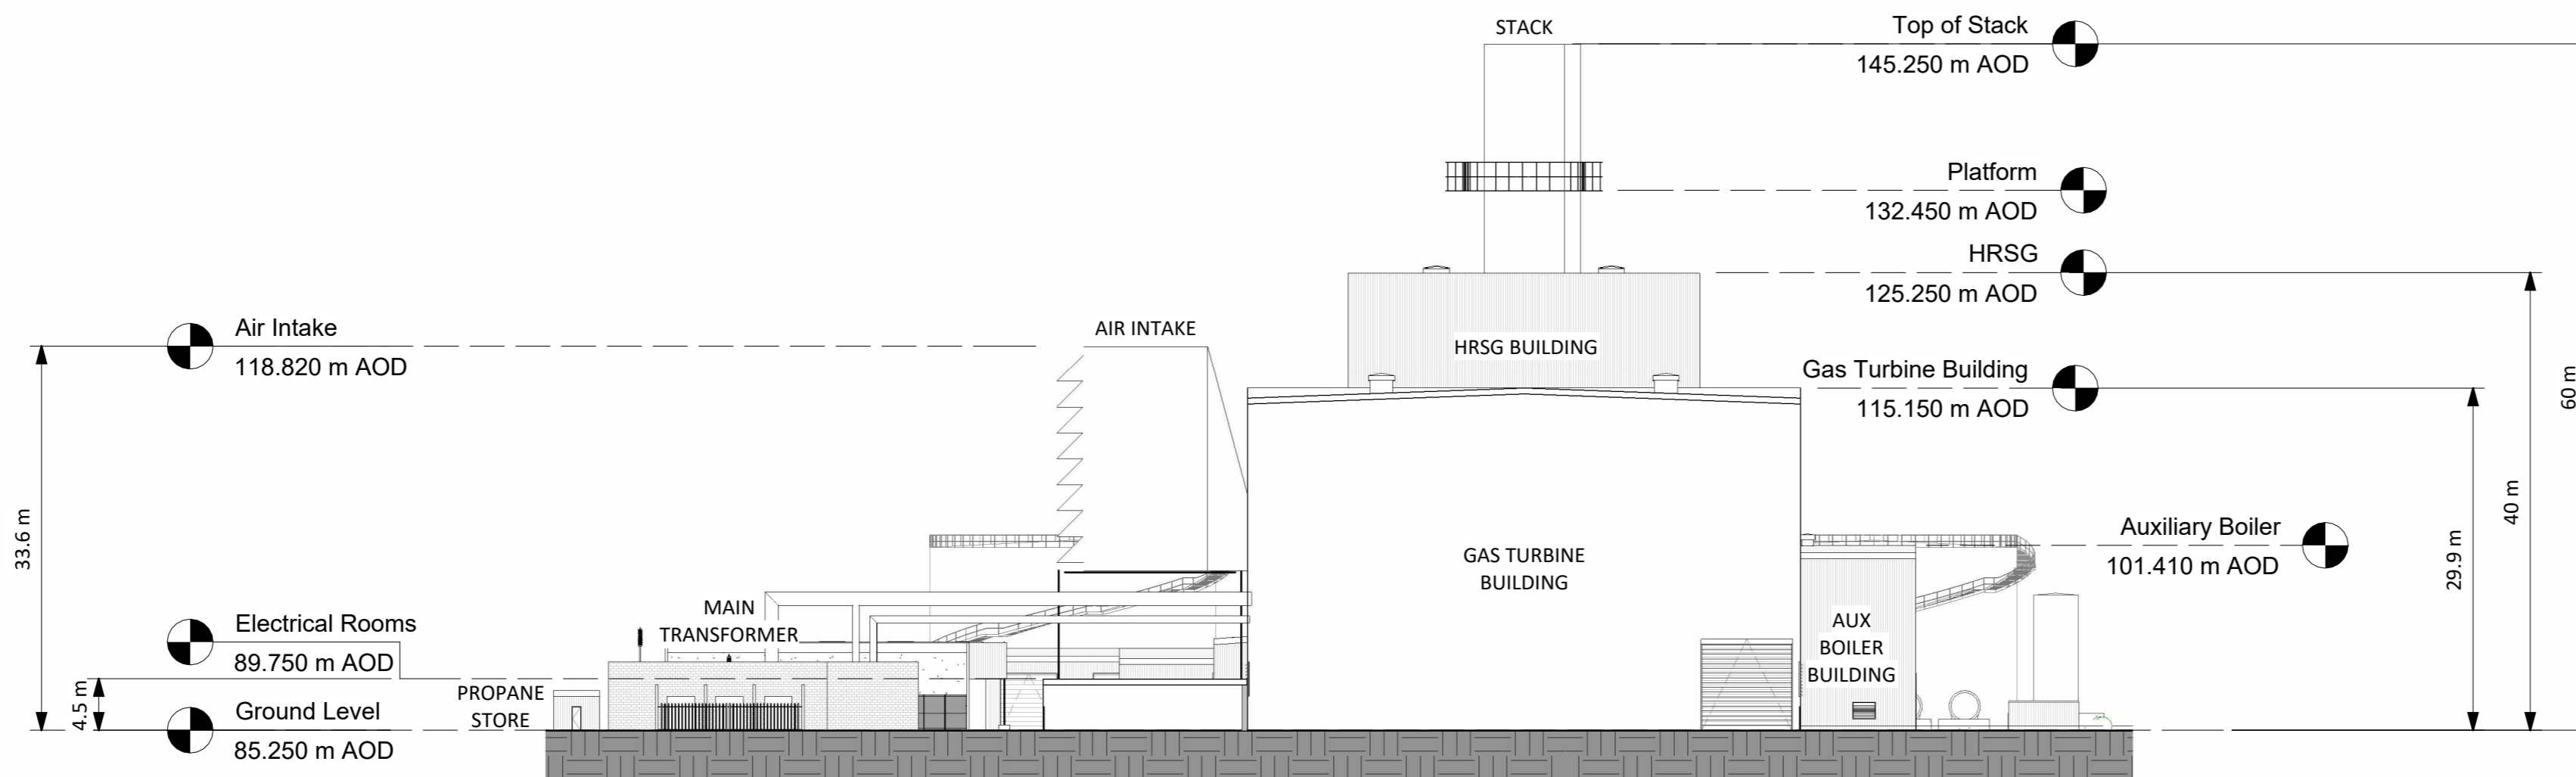 STACK
Top of Stack
145.250 m AOD
Platform
132.450 m AOD
HRSG
125.250 m AOD
Air Intake
118.820 m AOD
AIR INTAKE
HRSG BUILDING
Gas Turbine Building
115.150 m AOD
60 m
40 m
33.6 m
29.9 m
GAS TURBINE
BUILDING
Auxiliary Boiler
101.410 m AOD
Electrical Rooms
89.750 m AOD
MAIN
TRANSFORMER
AUX
BOILER
BUILDING
4.5 m
PROPANE
STORE
Ground Level
85.250 m AOD